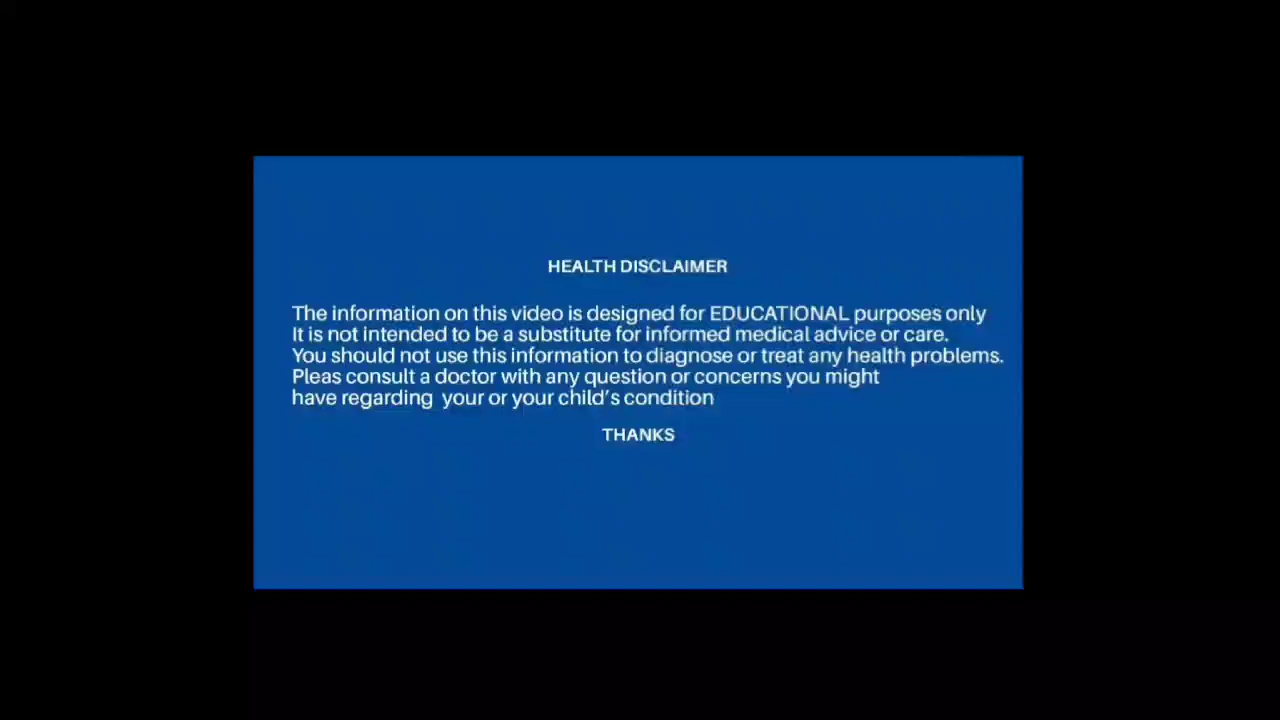 HEALTH DISCLAIMER
The information on this video is designed for EDUCATIONAL purposes only
It is not intended to be a substitute for informed medical advice or care.
You should not use this information to diagnose or treat any health problems.
Pleas consult a doctor with any question or concerns you might
have regarding your or your child's condition
THANKS